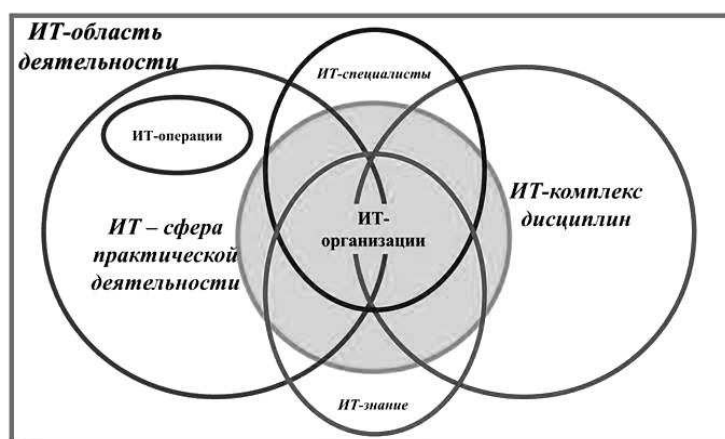 ИТ-область
деятельности
ИТ-специалисты
ИТ-операции
ИТ – сфера
практической
деятельности
ИТ-
организации
ИТ-комплекс
дисциплин
ИТ-знание